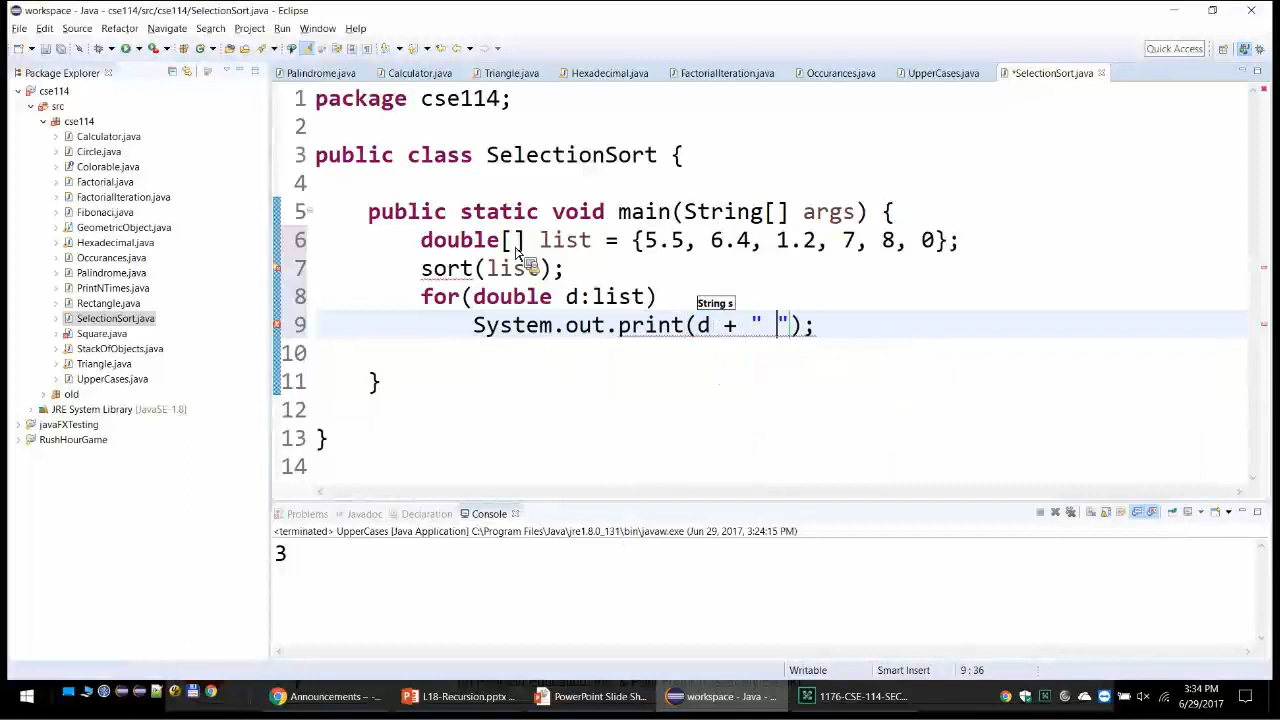 workspace - Java - cse114/src/cse114/SelectionSort.java - Eclipse
File Edit Source Refactor Navigate Search Project Run Window Help
Quick Access
Package Explorer
Palindrome.java Calculator.java Triangle.java Hexadecimal.java FactorialIteration.java Occurances.java UpperCases.java *SelectionSort.java
cse114
src
cse114
Calculator.java
Circle.java
Colorable.java
Factorial.java
FactorialIteration.java
Fibonaci.java
GeometricObject.java
Hexadecimal.java
Occurances.java
Palindrome.java
PrintNTimes.java
Rectangle.java
SelectionSort.java
Square.java
StackOfObjects.java
Triangle.java
UpperCases.java
old
JRE System Library [JavaSE-1.8]
javaFXTesting
RushHourGame
1 package cse114;
2
3 public class SelectionSort {
4
5 public static void main(String[] args) {
6 double[] list = {5.5, 6.4, 1.2, 7, 8, 0};
7 sort(list);
8 for(double d:list)
String s
9 System.out.print(d + " ");
10
11 }
12
13 }
14
Problems Javadoc Declaration Console
<terminated> UpperCases [Java Application] C:\Program Files\Java\jre1.8.0_131\bin\javaw.exe (Jun 29, 2017, 3:24:15 PM)
3
Writable Smart Insert 9 : 36
Announcements - ... L18-Recursion.pptx ... PowerPoint Slide Sh... workspace - Java - ... 1176-CSE-114-SEC...
3:34 PM
6/29/2017